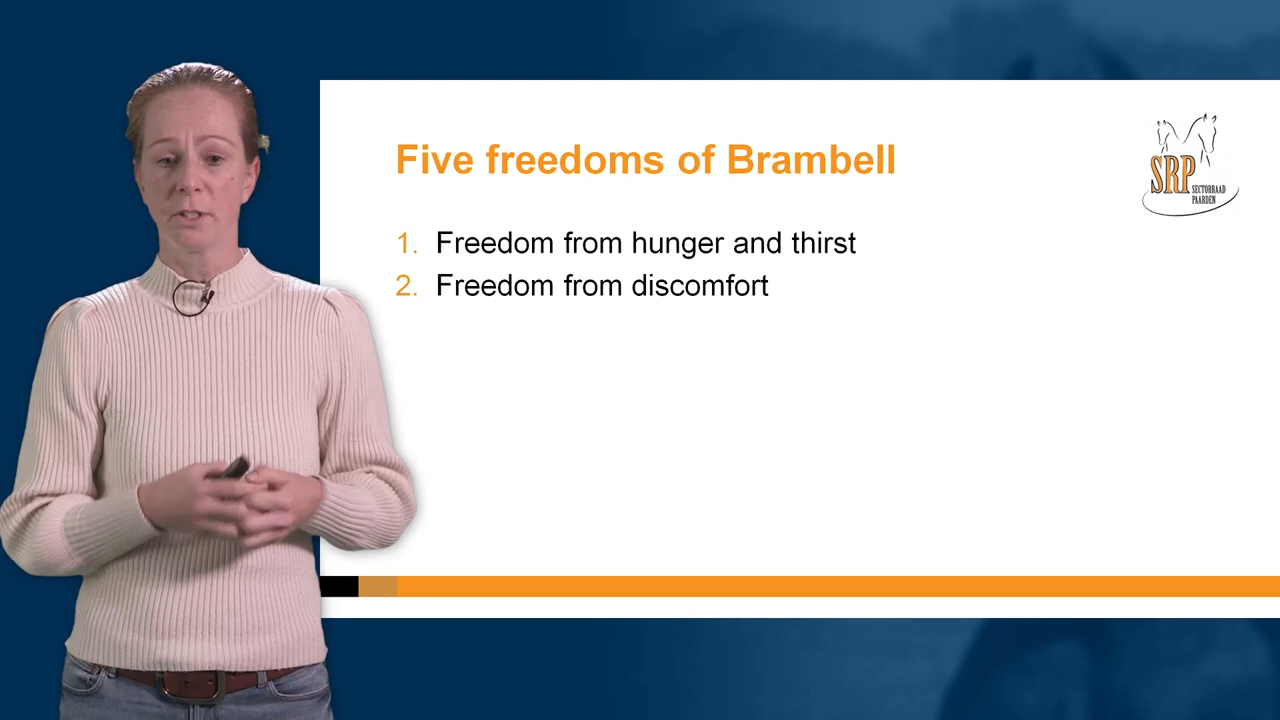 Five freedoms of Brambell
1. Freedom from hunger and thirst
2. Freedom from discomfort
SRP
SECTORRAAD
PAARDEN